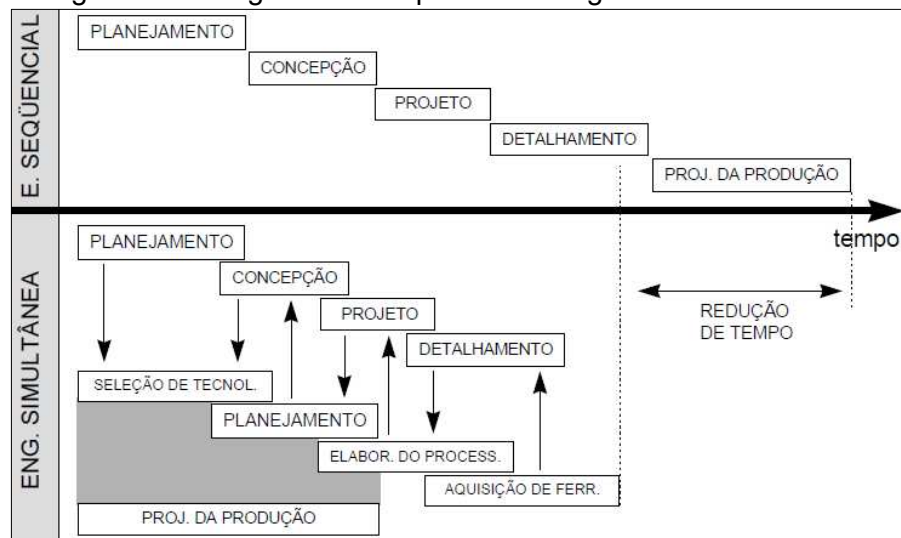 E. SEQÜENCIAL
PLANEJAMENTO
CONCEPÇÃO
PROJETO
DETALHAMENTO
PROJ. DA PRODUÇÃO
tempo
ENG. SIMULTÂNEA
PLANEJAMENTO
CONCEPÇÃO
PROJETO
DETALHAMENTO
REDUÇÃO
DE TEMPO
SELEÇÃO DE TECNOL.
PLANEJAMENTO
ELABOR. DO PROCESS.
AQUISIÇÃO DE FERR.
PROJ. DA PRODUÇÃO